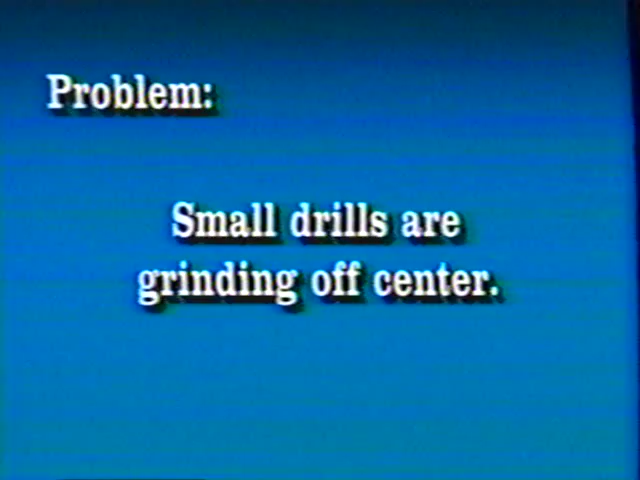 Problem:
Small drills are
grinding off center.